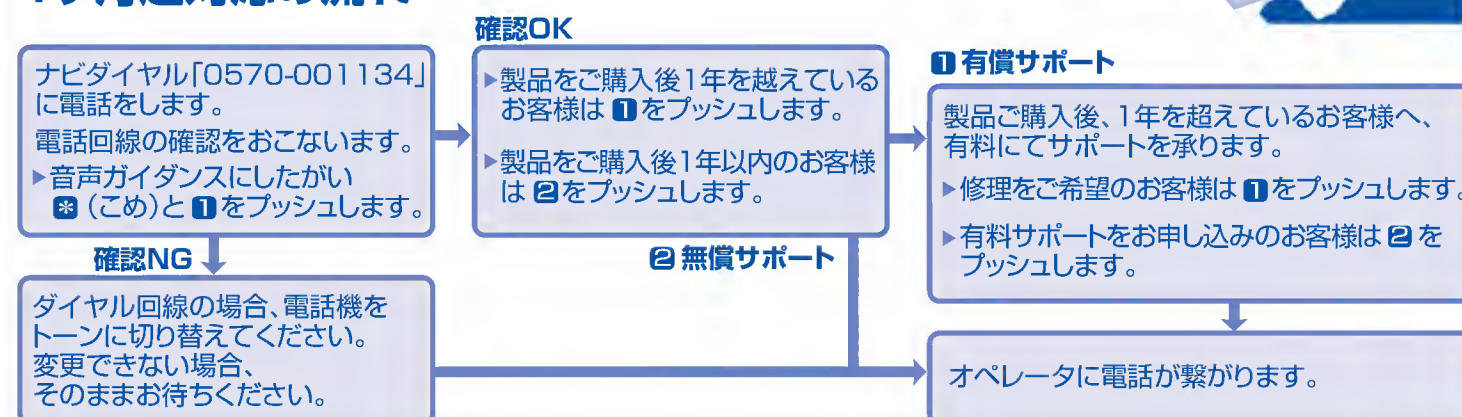 確認OK
ナビダイヤル「0570-001134」
に電話をします。
電話回線の確認をおこないます。
▶音声ガイダンスにしたがい
＊(こめ)と1をプッシュします。
▶製品をご購入後1年を越えている
お客様は1をプッシュします。
▶製品をご購入後1年以内のお客様
は2をプッシュします。
1 有償サポート
製品ご購入後、1年を超えているお客様へ、
有料にてサポートを承ります。
▶修理をご希望のお客様は1をプッシュします。
▶有料サポートをお申し込みのお客様は2を
プッシュします。
確認NG
2 無償サポート
ダイヤル回線の場合、電話機を
トーンに切り替えてください。
変更できない場合、
そのままお待ちください。
オペレータに電話が繋がります。